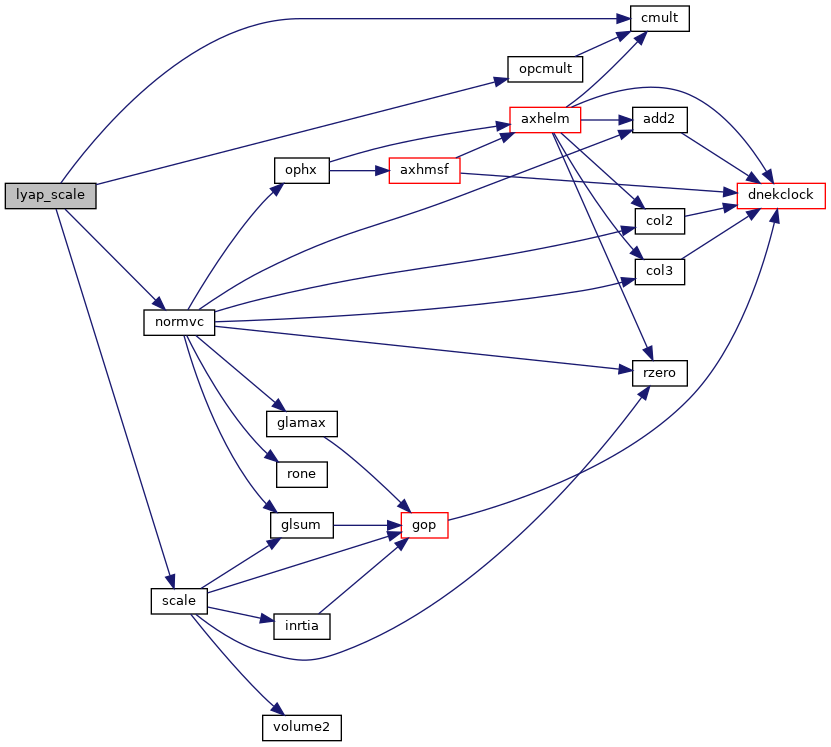 cmult
opcmult
axhelm
add2
ophx
axhmsf
lyap_scale
dnekclock
col2
col3
normvc
rzero
glamax
rone
glsum
gop
scale
inrtia
volume2